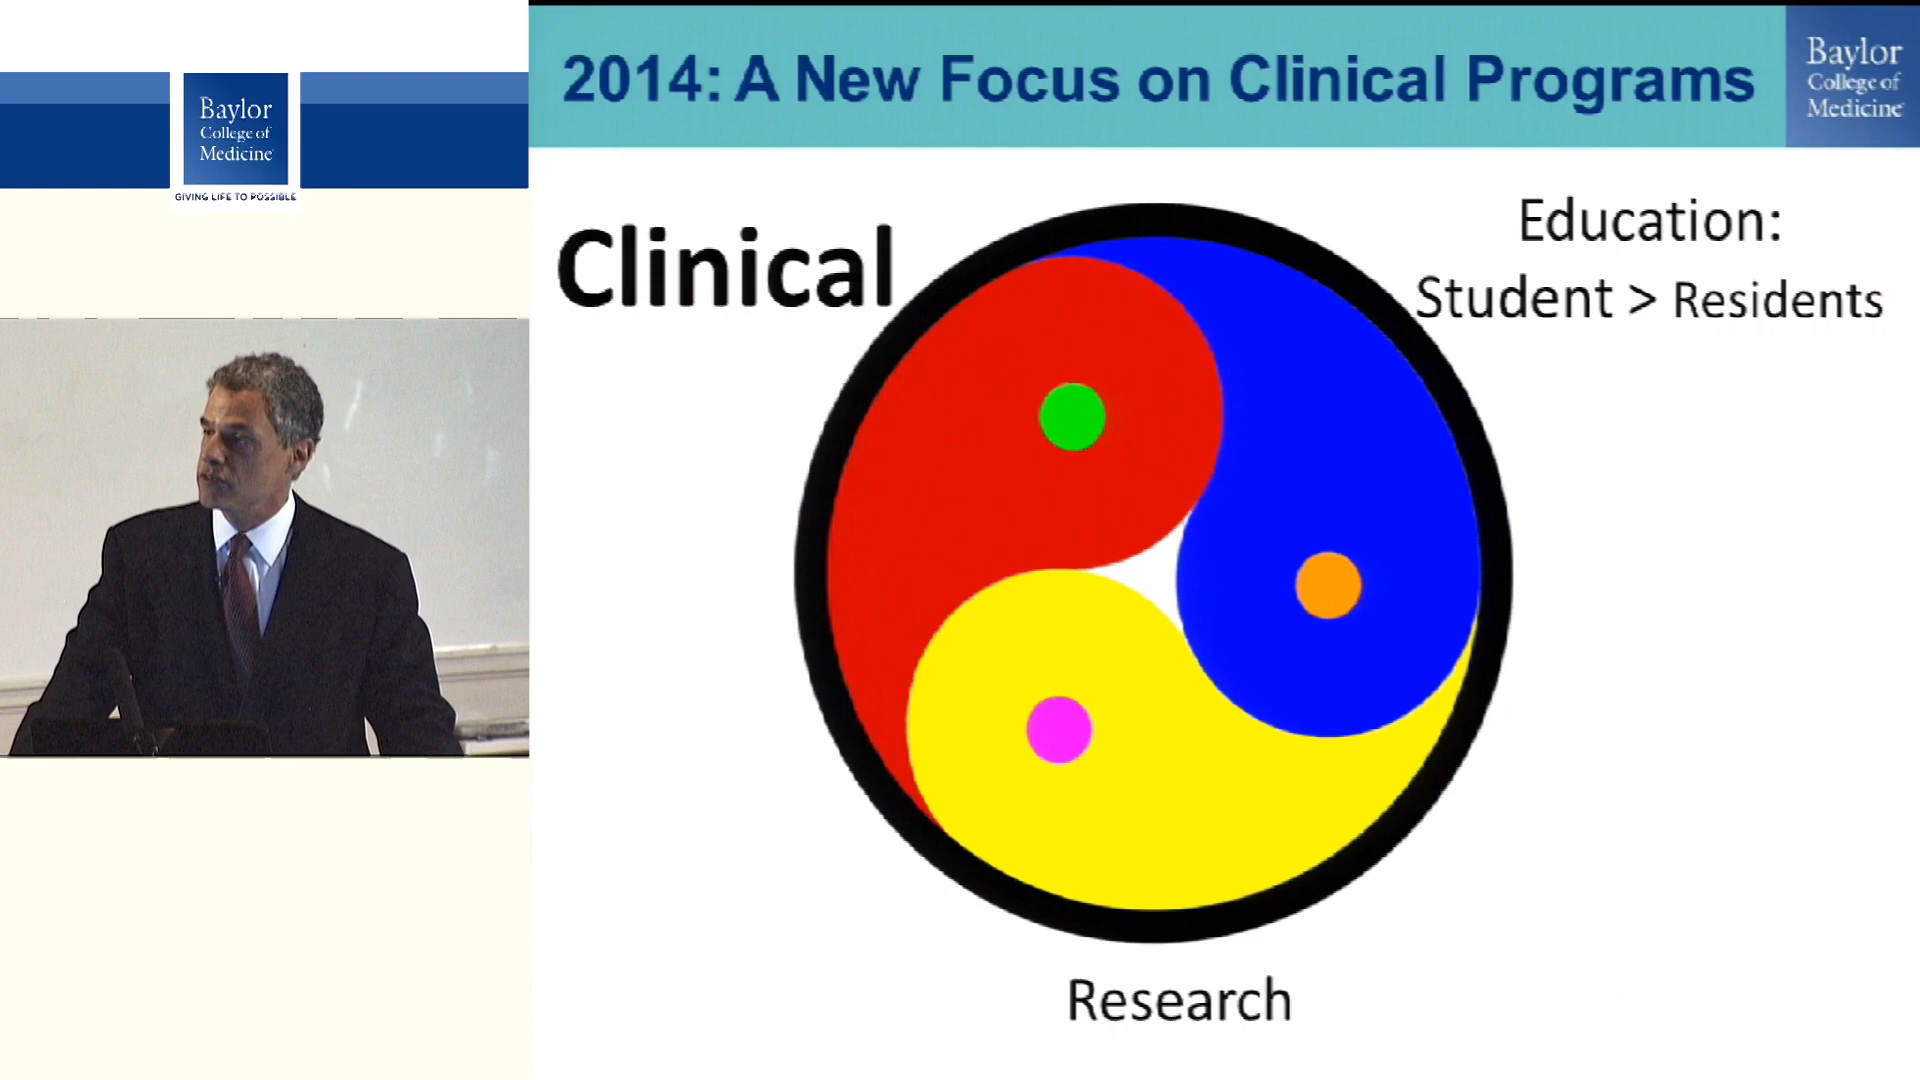 Baylor
College of
Medicine
GIVING LIFE TO POSSIBLE
2014: A New Focus on Clinical Programs
Baylor
College of
Medicine
Clinical
Education:
Student > Residents
Research